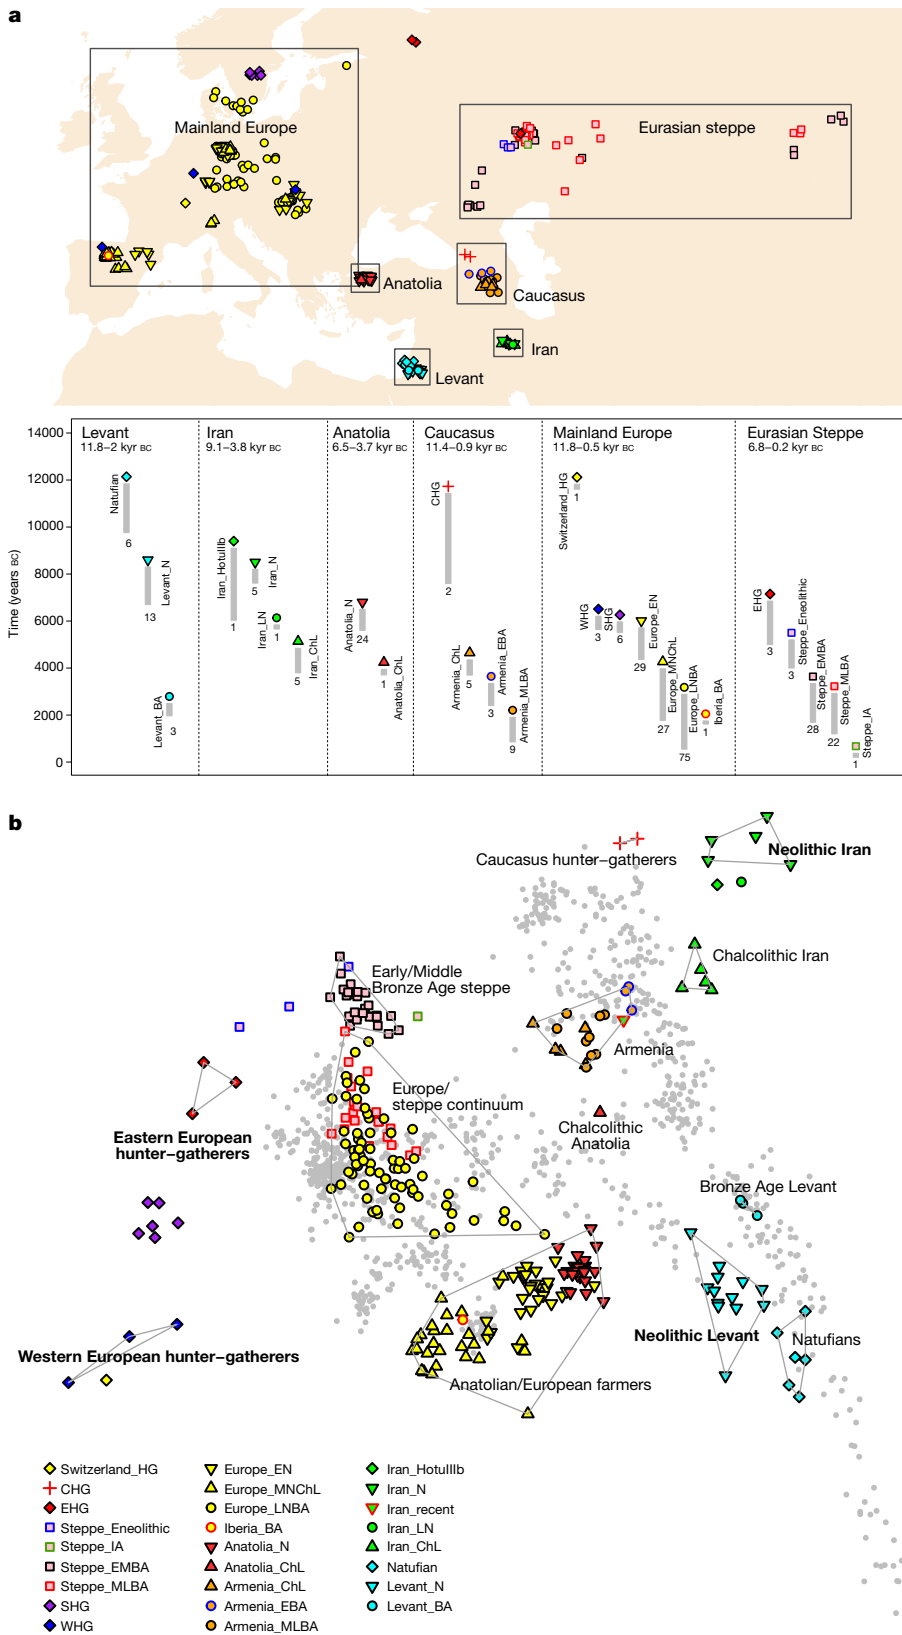 a
Mainland Europe
Eurasian steppe
Anatolia
Caucasus
Iran
Levant
Time (years BC)
14000
12000
10000
8000
6000
4000
2000
0
Levant
11.8–2 kyr BC
Natufian
6
Levant_N
13
Levant_BA
3
Iran
9.1–3.8 kyr BC
Iran_HotuIIIb
1
Iran_N
5
Iran_LN
1
Iran_ChL
5
Anatolia
6.5–3.7 kyr BC
Anatolia_N
24
Anatolia_ChL
1
Caucasus
11.4–0.9 kyr BC
CHG
2
Armenia_ChL
5
Armenia_EBA
3
Armenia_MLBA
9
Mainland Europe
11.8–0.5 kyr BC
Switzerland_HG
1
WHG
3
SHG
6
Europe_EN
29
Europe_MNChL
27
Europe_LNBA
75
Iberia_BA
1
Eurasian Steppe
6.8–0.2 kyr BC
EHG
3
Steppe_Eneolithic
3
Steppe_EMBA
28
Steppe_MLBA
22
Steppe_IA
1
b
Caucasus hunter–gatherers
Neolithic Iran
Chalcolithic Iran
Early/Middle
Bronze Age steppe
Armenia
Europe/
steppe continuum
Chalcolithic
Anatolia
Eastern European
hunter–gatherers
Bronze Age Levant
Neolithic Levant
Natufians
Western European hunter–gatherers
Anatolian/European farmers
Switzerland_HG
CHG
EHG
Steppe_Eneolithic
Steppe_IA
Steppe_EMBA
Steppe_MLBA
SHG
WHG
Europe_EN
Europe_MNChL
Europe_LNBA
Iberia_BA
Anatolia_N
Anatolia_ChL
Armenia_ChL
Armenia_EBA
Armenia_MLBA
Iran_HotuIIIb
Iran_N
Iran_recent
Iran_LN
Iran_ChL
Natufian
Levant_N
Levant_BA